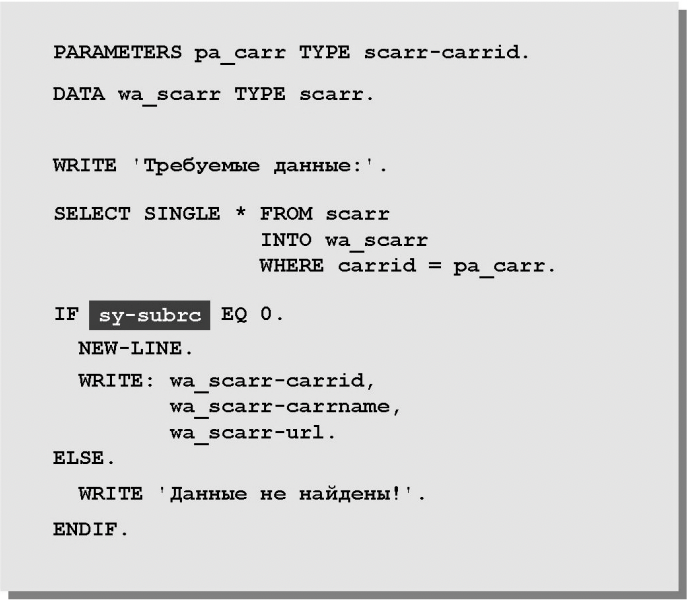 PARAMETERS pa_carr TYPE scarr-carrid.
DATA wa_scarr TYPE scarr.
WRITE 'Требуемые данные:'.
SELECT SINGLE * FROM scarr
INTO wa_scarr
WHERE carrid = pa_carr.
IF sy-subrc EQ 0.
NEW-LINE.
WRITE: wa_scarr-carrid,
wa_scarr-carrname,
wa_scarr-url.
ELSE.
WRITE 'Данные не найдены!'.
ENDIF.